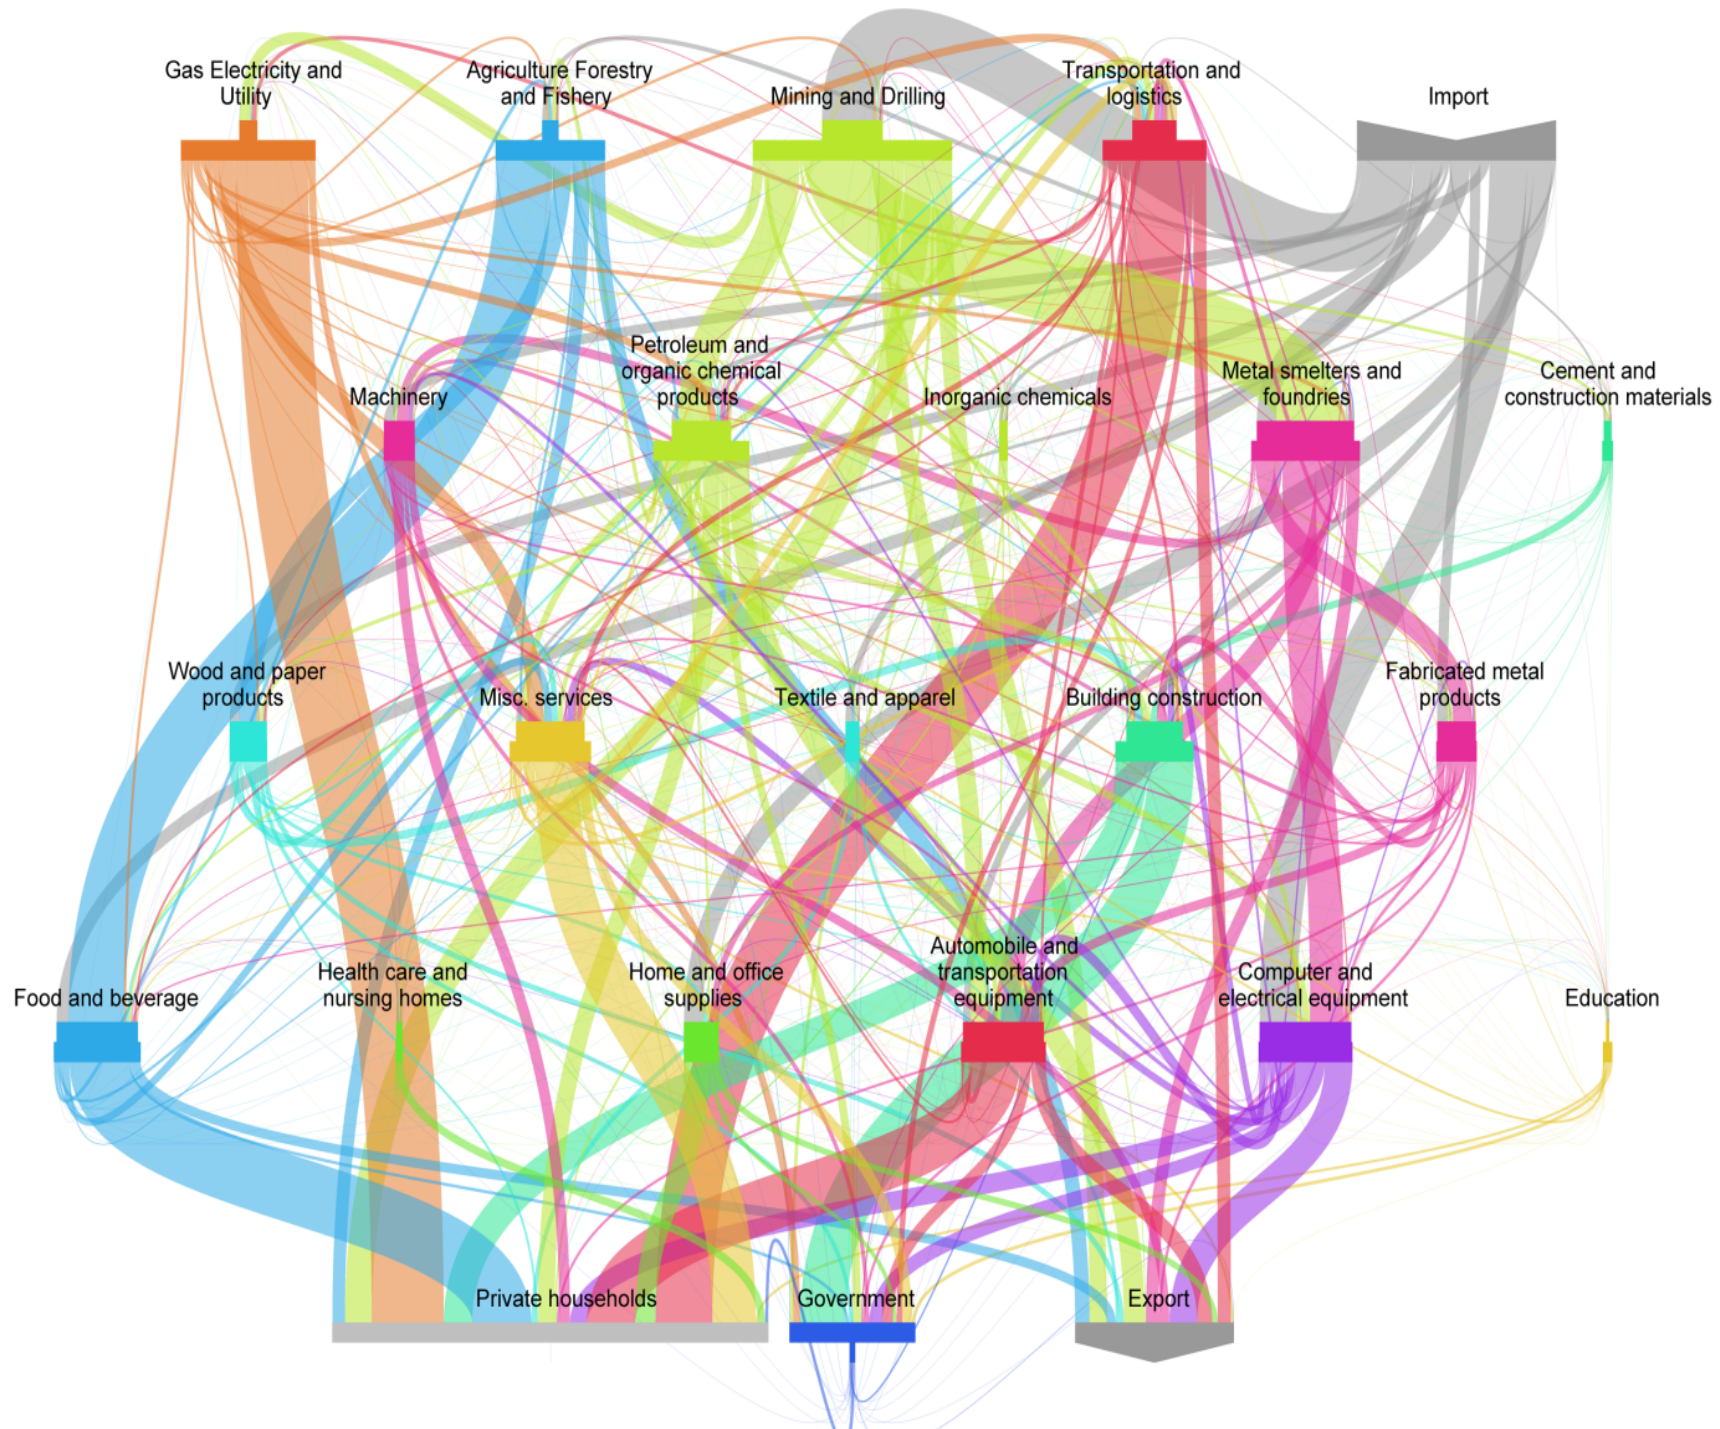 Gas Electricity and
Utility
Agriculture Forestry
and Fishery
Mining and Drilling
Transportation and
logistics
Import
Machinery
Petroleum and
organic chemical
products
Inorganic chemicals
Metal smelters and
foundries
Cement and
construction materials
Wood and paper
products
Misc. services
Textile and apparel
Building construction
Fabricated metal
products
Food and beverage
Health care and
nursing homes
Home and office
supplies
Automobile and
transportation
equipment
Computer and
electrical equipment
Education
Private households
Government
Export